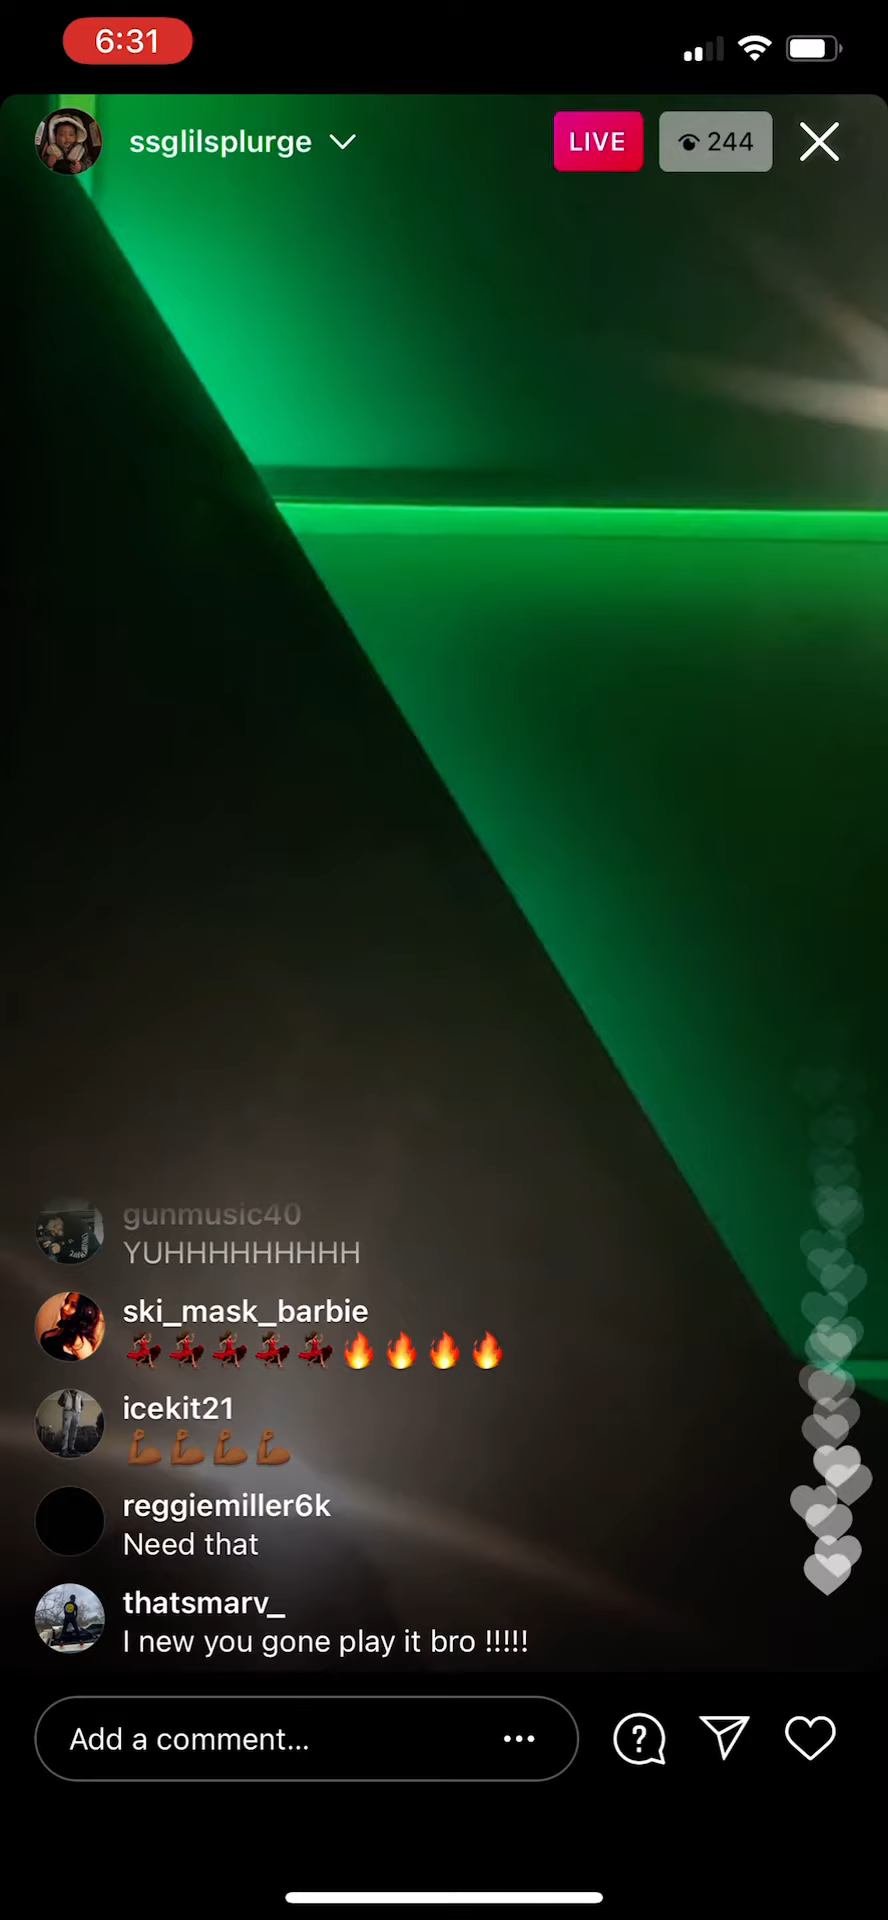 6:31
ssglilsplurge
LIVE
244
gunmusic40
YUHHHHHHHHH
ski_mask_barbie
💃🏾💃🏾💃🏾💃🏾💃🏾🔥🔥🔥🔥
icekit21
💪🏾💪🏾💪🏾💪🏾
reggiemiller6k
Need that
thatsmarv_
I new you gone play it bro !!!!!
Add a comment...